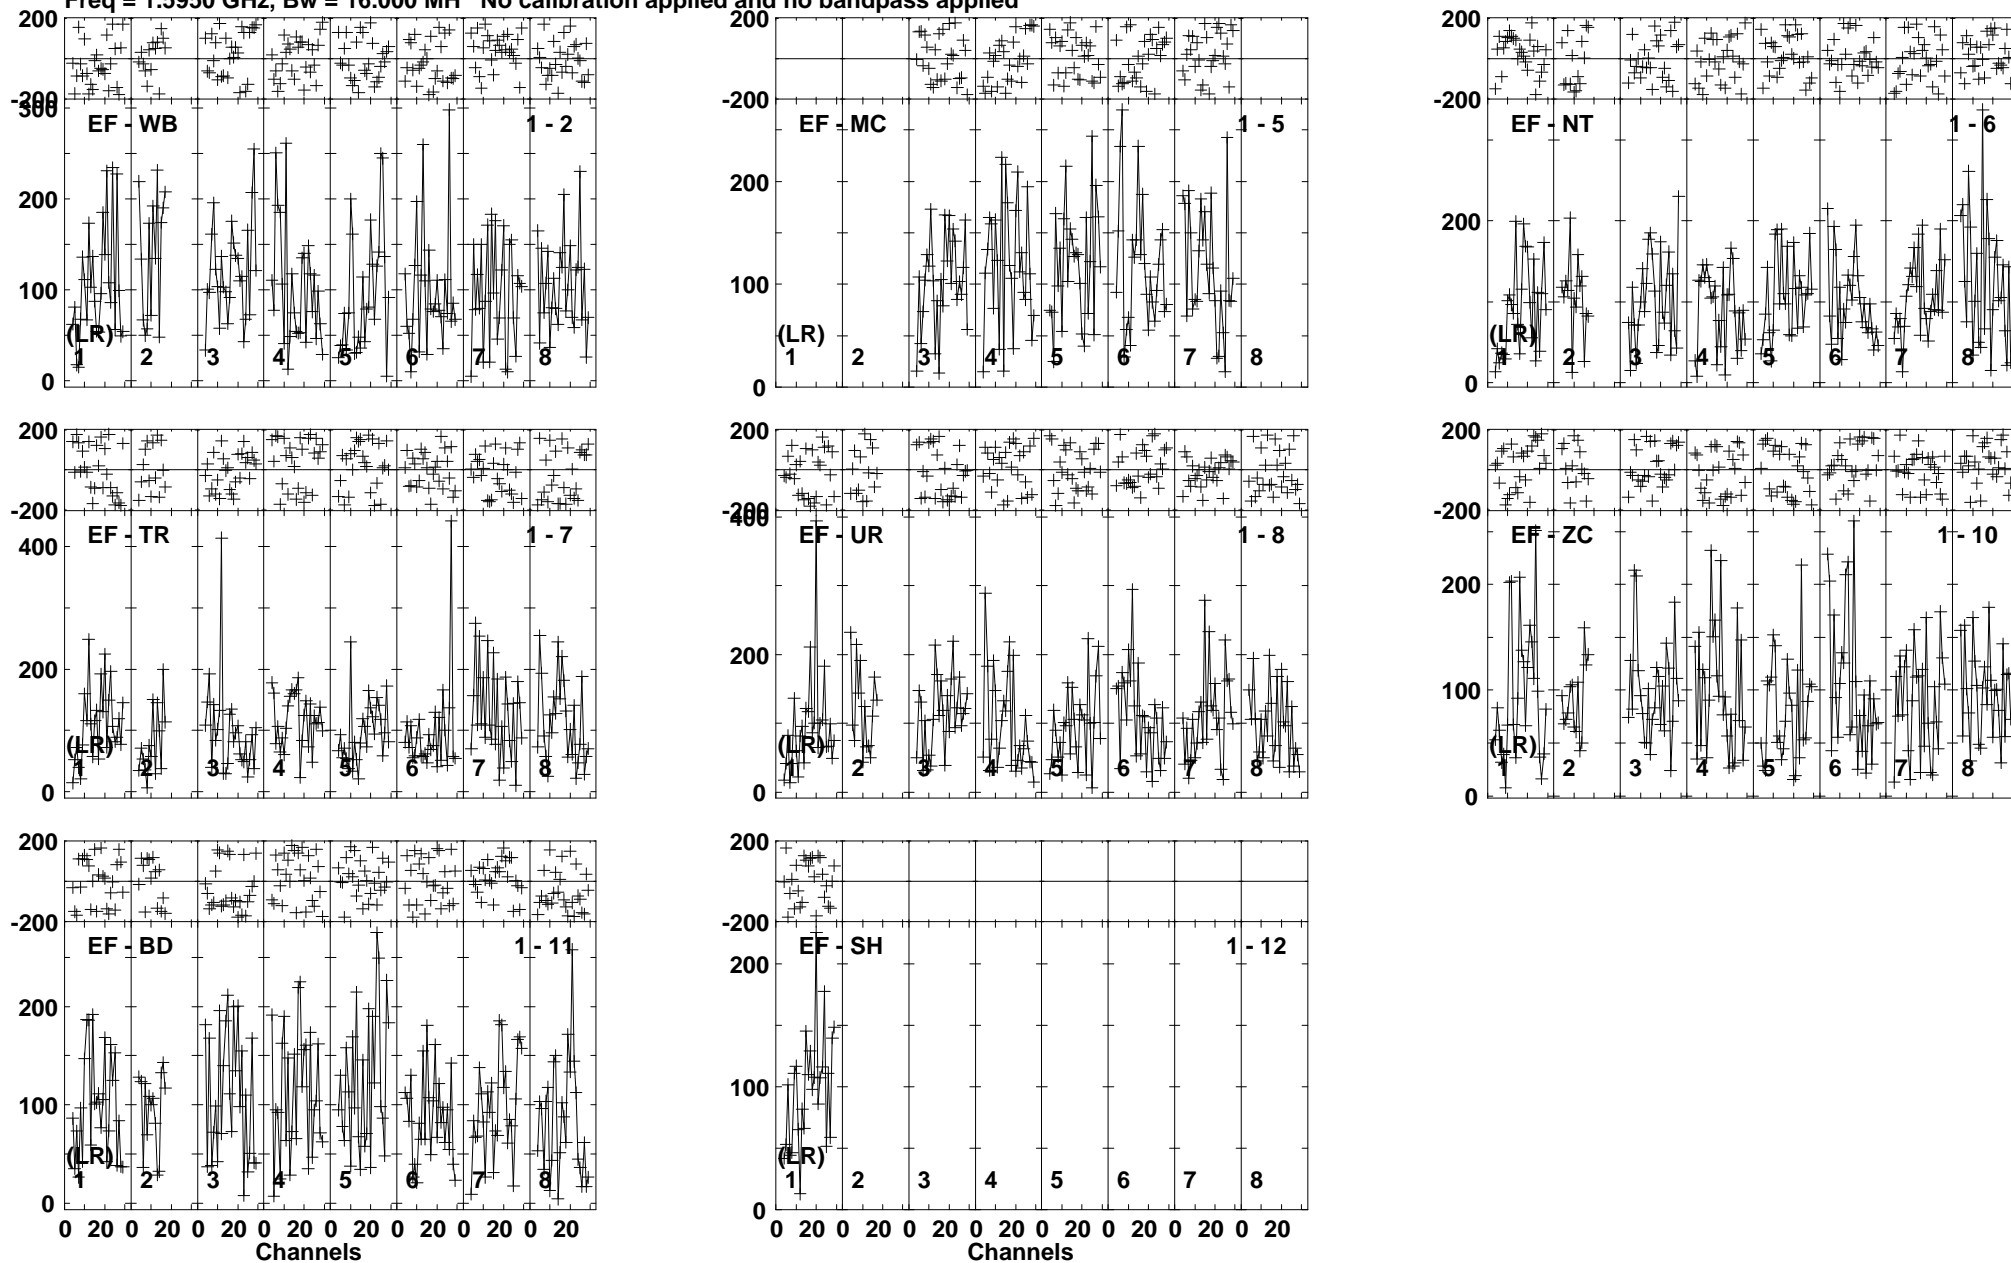 Freq = 1.5950 GHz, Bw = 16.000 MH No calibration applied and no bandpass applied
200
-200
300
200
100
0
EF - WB
1 - 2
(LR)
1 2 3 4 5 6 7 8
200
-200
200
100
0
EF - MC
1 - 5
(LR)
1 2 3 4 5 6 7 8
200
-200
200
0
EF - NT
1 - 6
(LR)
1 2 3 4 5 6 7 8
200
-200
400
200
0
EF - TR
1 - 7
(LR)
1 2 3 4 5 6 7 8
200
-200
400
200
0
EF - UR
1 - 8
(LR)
1 2 3 4 5 6 7 8
200
-200
200
100
0
EF - ZC
1 - 10
(LR)
1 2 3 4 5 6 7 8
200
-200
200
100
0
EF - BD
1 - 11
(LR)
1 2 3 4 5 6 7 8
0 20 0 20 0 20 0 20 0 20 0 20 0 20 0 20
Channels
200
-200
200
100
0
EF - SH
1 - 12
(LR)
1 2 3 4 5 6 7 8
0 20 0 20 0 20 0 20 0 20 0 20 0 20 0 20
Channels